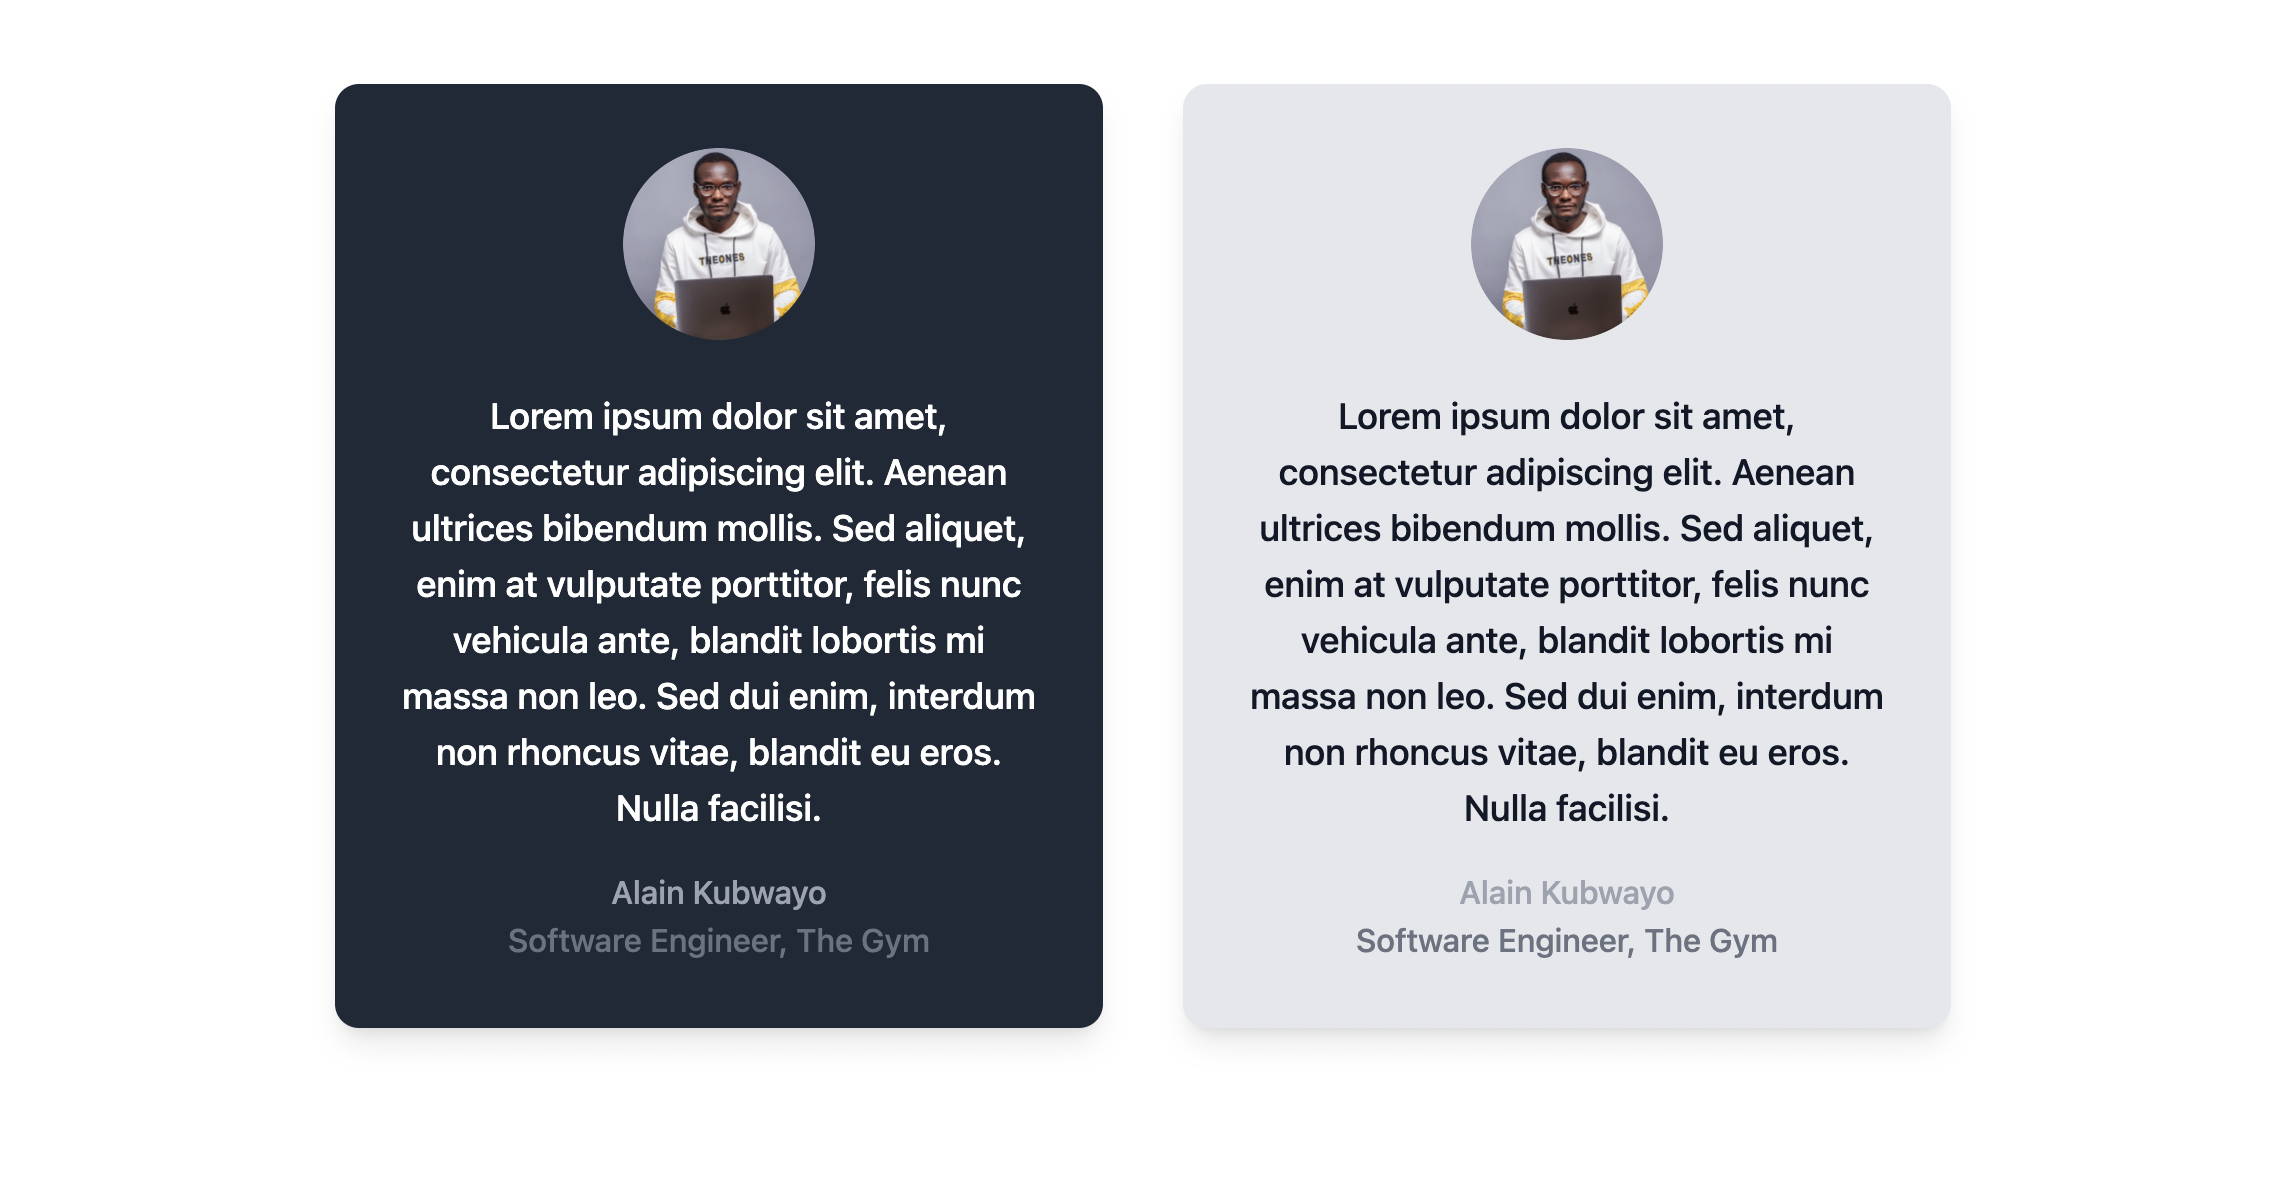 THEONES
Lorem ipsum dolor sit amet,
consectetur adipiscing elit. Aenean
ultrices bibendum mollis. Sed aliquet,
enim at vulputate porttitor, felis nunc
vehicula ante, blandit lobortis mi
massa non leo. Sed dui enim, interdum
non rhoncus vitae, blandit eu eros.
Nulla facilisi.
Alain Kubwayo
Software Engineer, The Gym
THEONES
Lorem ipsum dolor sit amet,
consectetur adipiscing elit. Aenean
ultrices bibendum mollis. Sed aliquet,
enim at vulputate porttitor, felis nunc
vehicula ante, blandit lobortis mi
massa non leo. Sed dui enim, interdum
non rhoncus vitae, blandit eu eros.
Nulla facilisi.
Alain Kubwayo
Software Engineer, The Gym